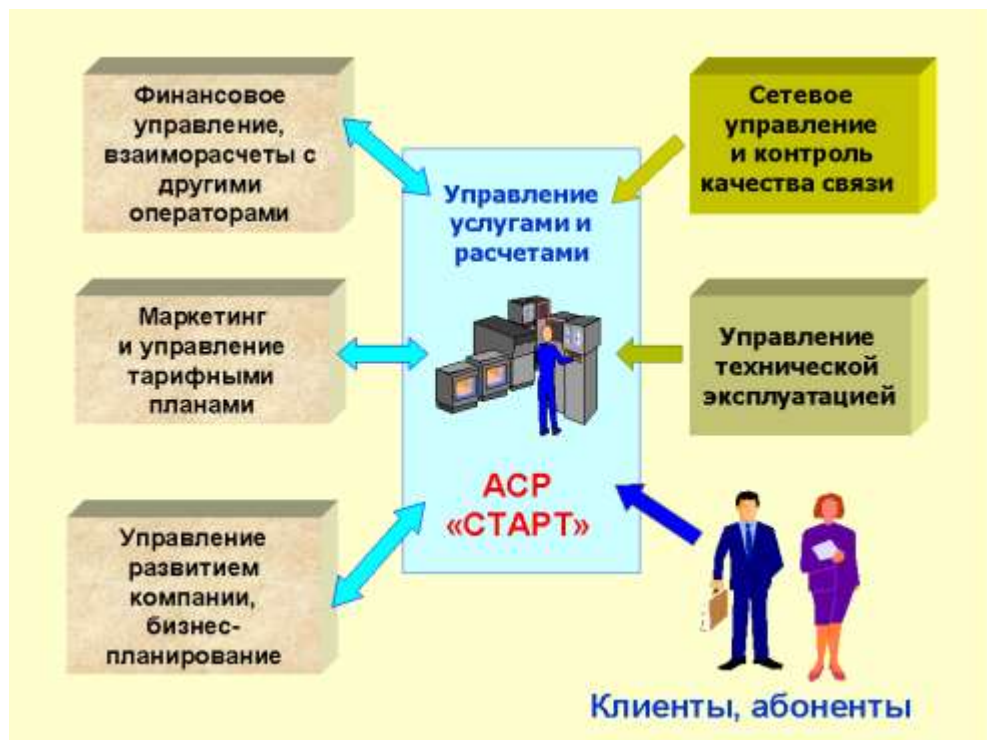 Финансовое
управление,
взаиморасчеты с
другими
операторами
Маркетинг
и управление
тарифными
планами
Управление
развитием
компании,
бизнес-
планирование
Управление
услугами и
расчетами
АСР
«СТАРТ»
Сетевое
управление
и контроль
качества связи
Управление
технической
эксплуатацией
Клиенты, абоненты